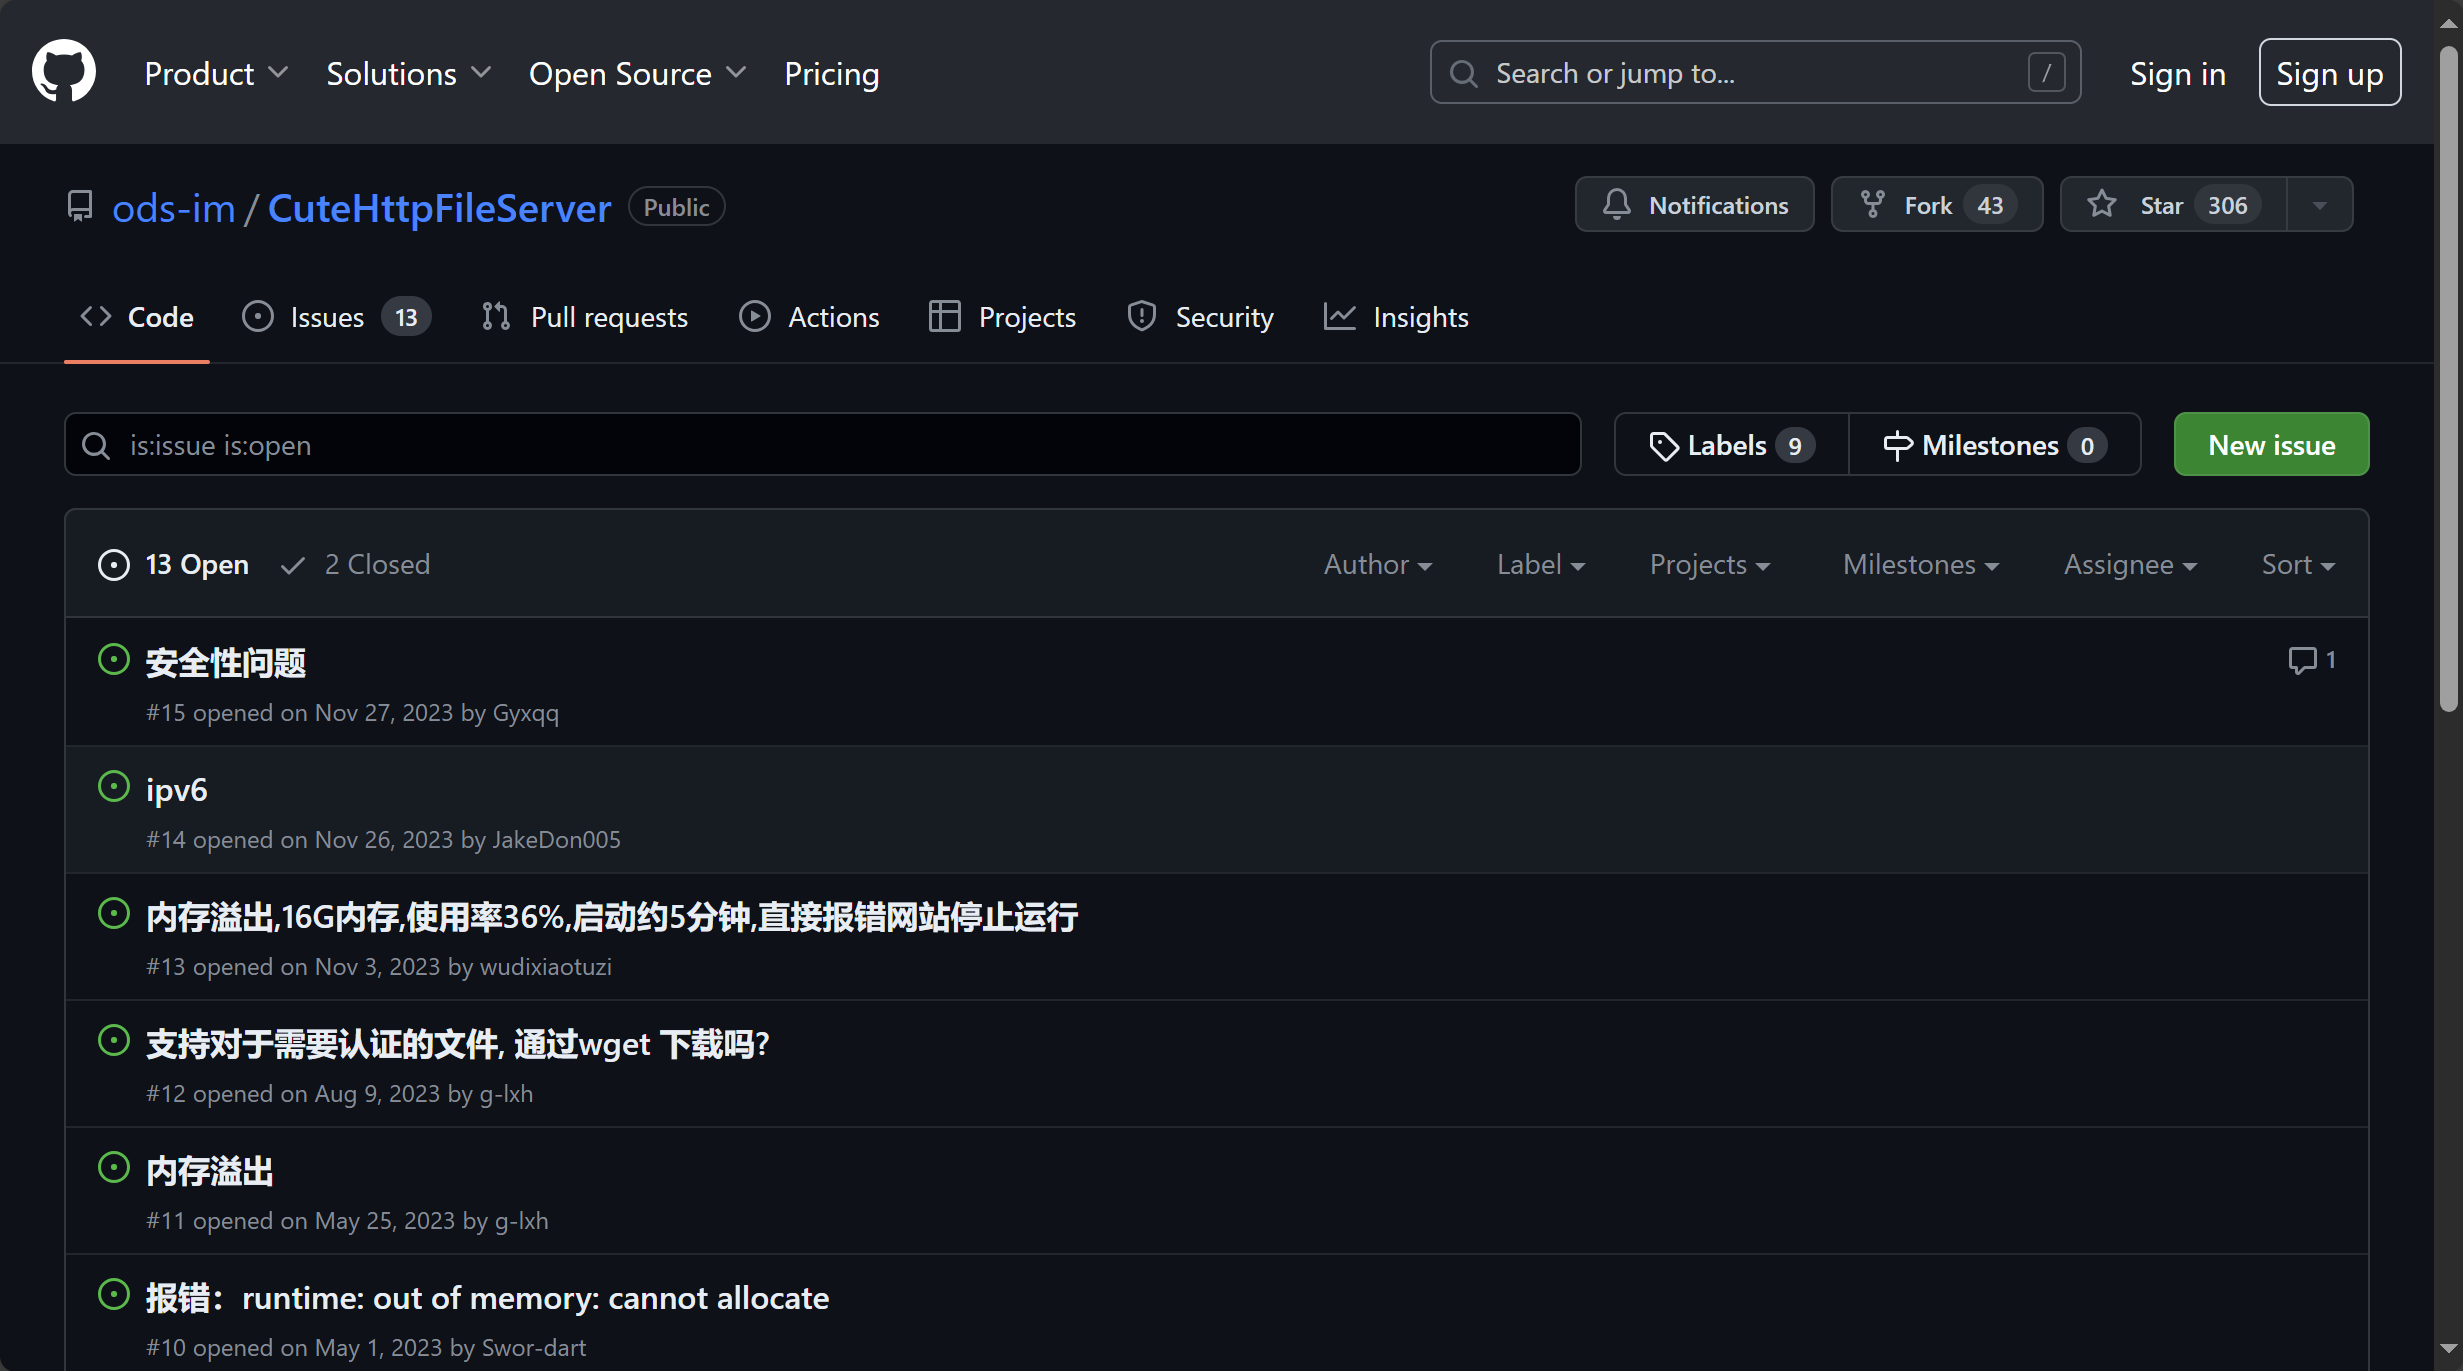 Product Solutions Open Source Pricing Search or jump to... / Sign in Sign up
ods-im / CuteHttpFileServer Public Notifications Fork 43 Star 306
Code Issues 13 Pull requests Actions Projects Security Insights
is:issue is:open Labels 9 Milestones 0 New issue
13 Open 2 Closed Author Label Projects Milestones Assignee Sort
安全性问题 1
#15 opened on Nov 27, 2023 by Gyxqq
ipv6
#14 opened on Nov 26, 2023 by JakeDon005
内存溢出,16G内存,使用率36%,启动约5分钟,直接报错网站停止运行
#13 opened on Nov 3, 2023 by wudixiaotuzi
支持对于需要认证的文件, 通过wget 下载吗?
#12 opened on Aug 9, 2023 by g-lxh
内存溢出
#11 opened on May 25, 2023 by g-lxh
报错：runtime: out of memory: cannot allocate
#10 opened on May 1, 2023 by Swor-dart